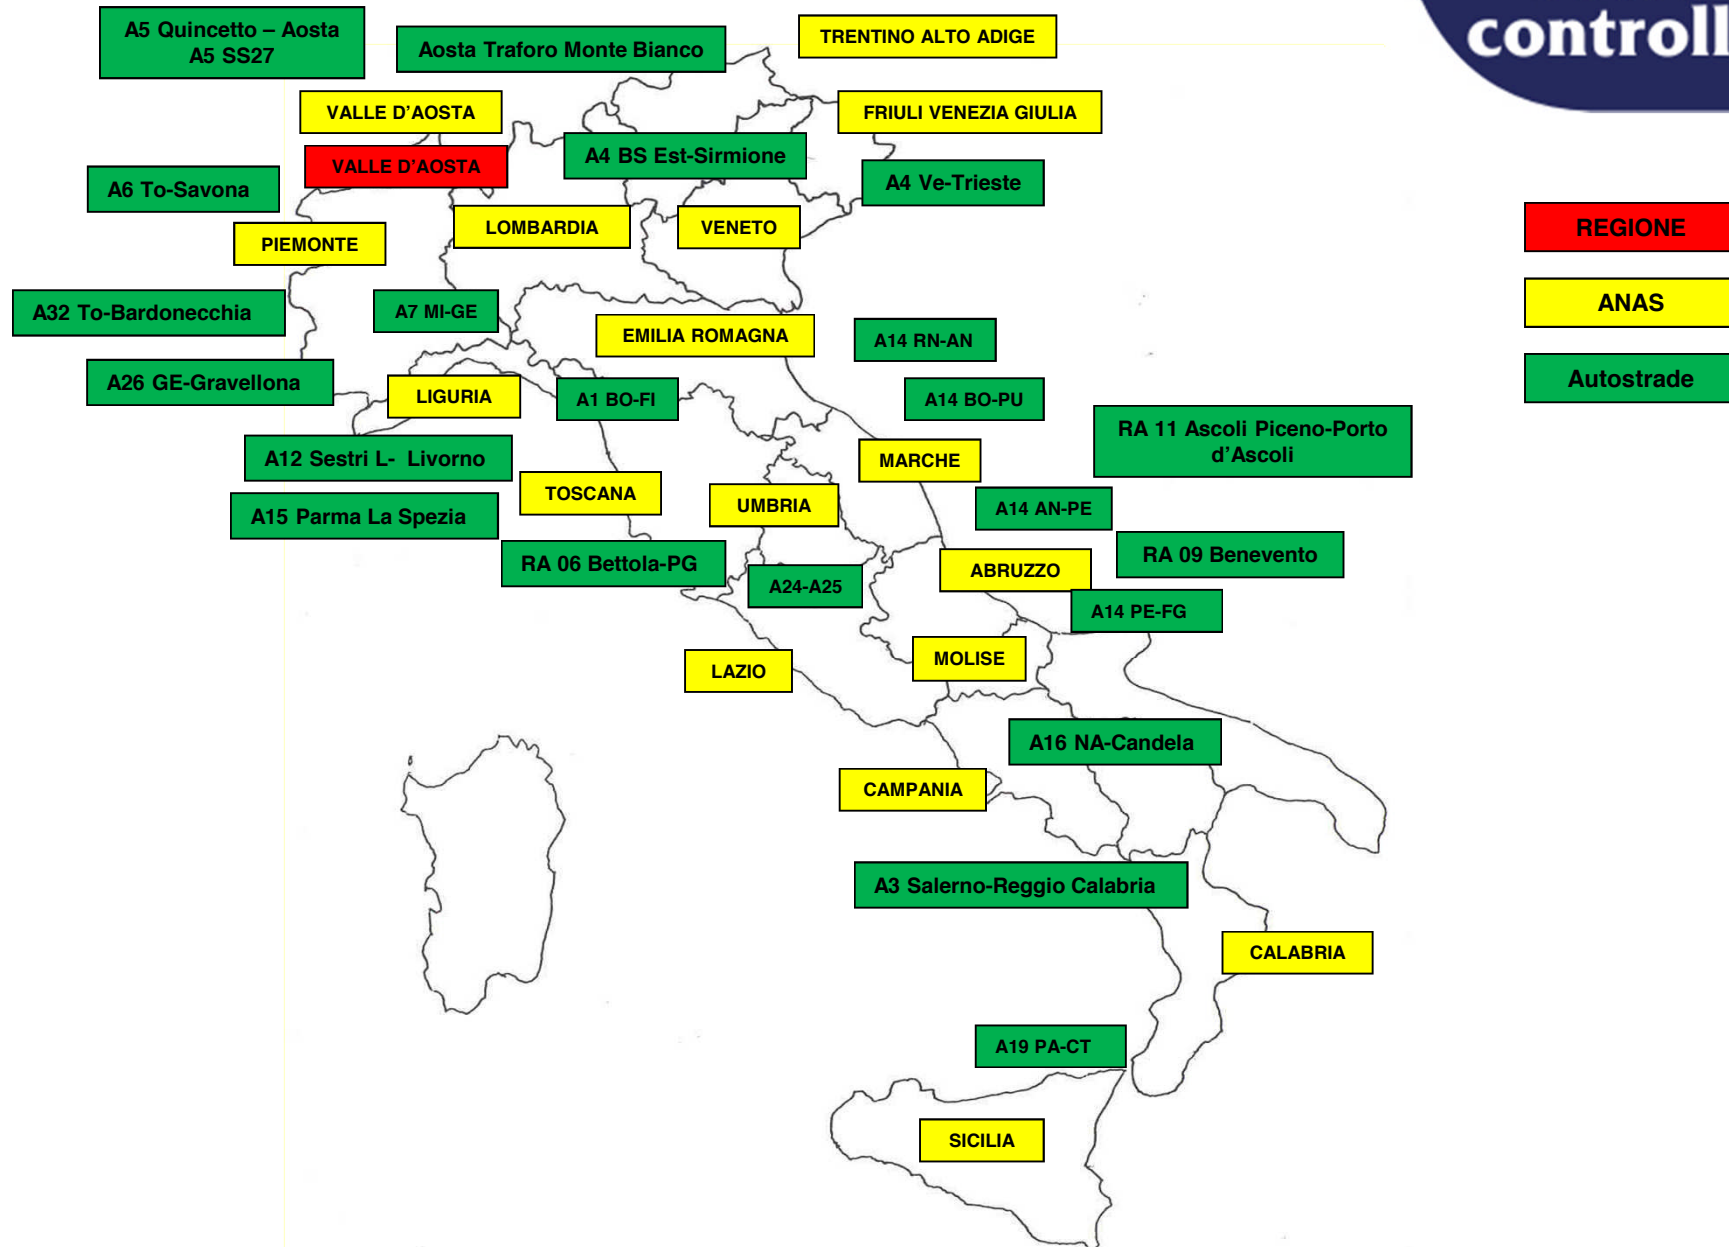 A5 Quincetto – Aosta
A5 SS27
Aosta Traforo Monte Bianco
TRENTINO ALTO ADIGE
controll
VALLE D'AOSTA
FRIULI VENEZIA GIULIA
VALLE D'AOSTA
A4 BS Est-Sirmione
A6 To-Savona
A4 Ve-Trieste
PIEMONTE
LOMBARDIA
VENETO
REGIONE
A32 To-Bardonecchia
A7 MI-GE
EMILIA ROMAGNA
A14 RN-AN
ANAS
A26 GE-Gravellona
LIGURIA
A1 BO-FI
A14 BO-PU
Autostrade
RA 11 Ascoli Piceno-Porto
d'Ascoli
A12 Sestri L- Livorno
MARCHE
A15 Parma La Spezia
TOSCANA
UMBRIA
A14 AN-PE
RA 06 Bettola-PG
A24-A25
ABRUZZO
RA 09 Benevento
A14 PE-FG
LAZIO
MOLISE
A16 NA-Candela
CAMPANIA
A3 Salerno-Reggio Calabria
CALABRIA
A19 PA-CT
SICILIA